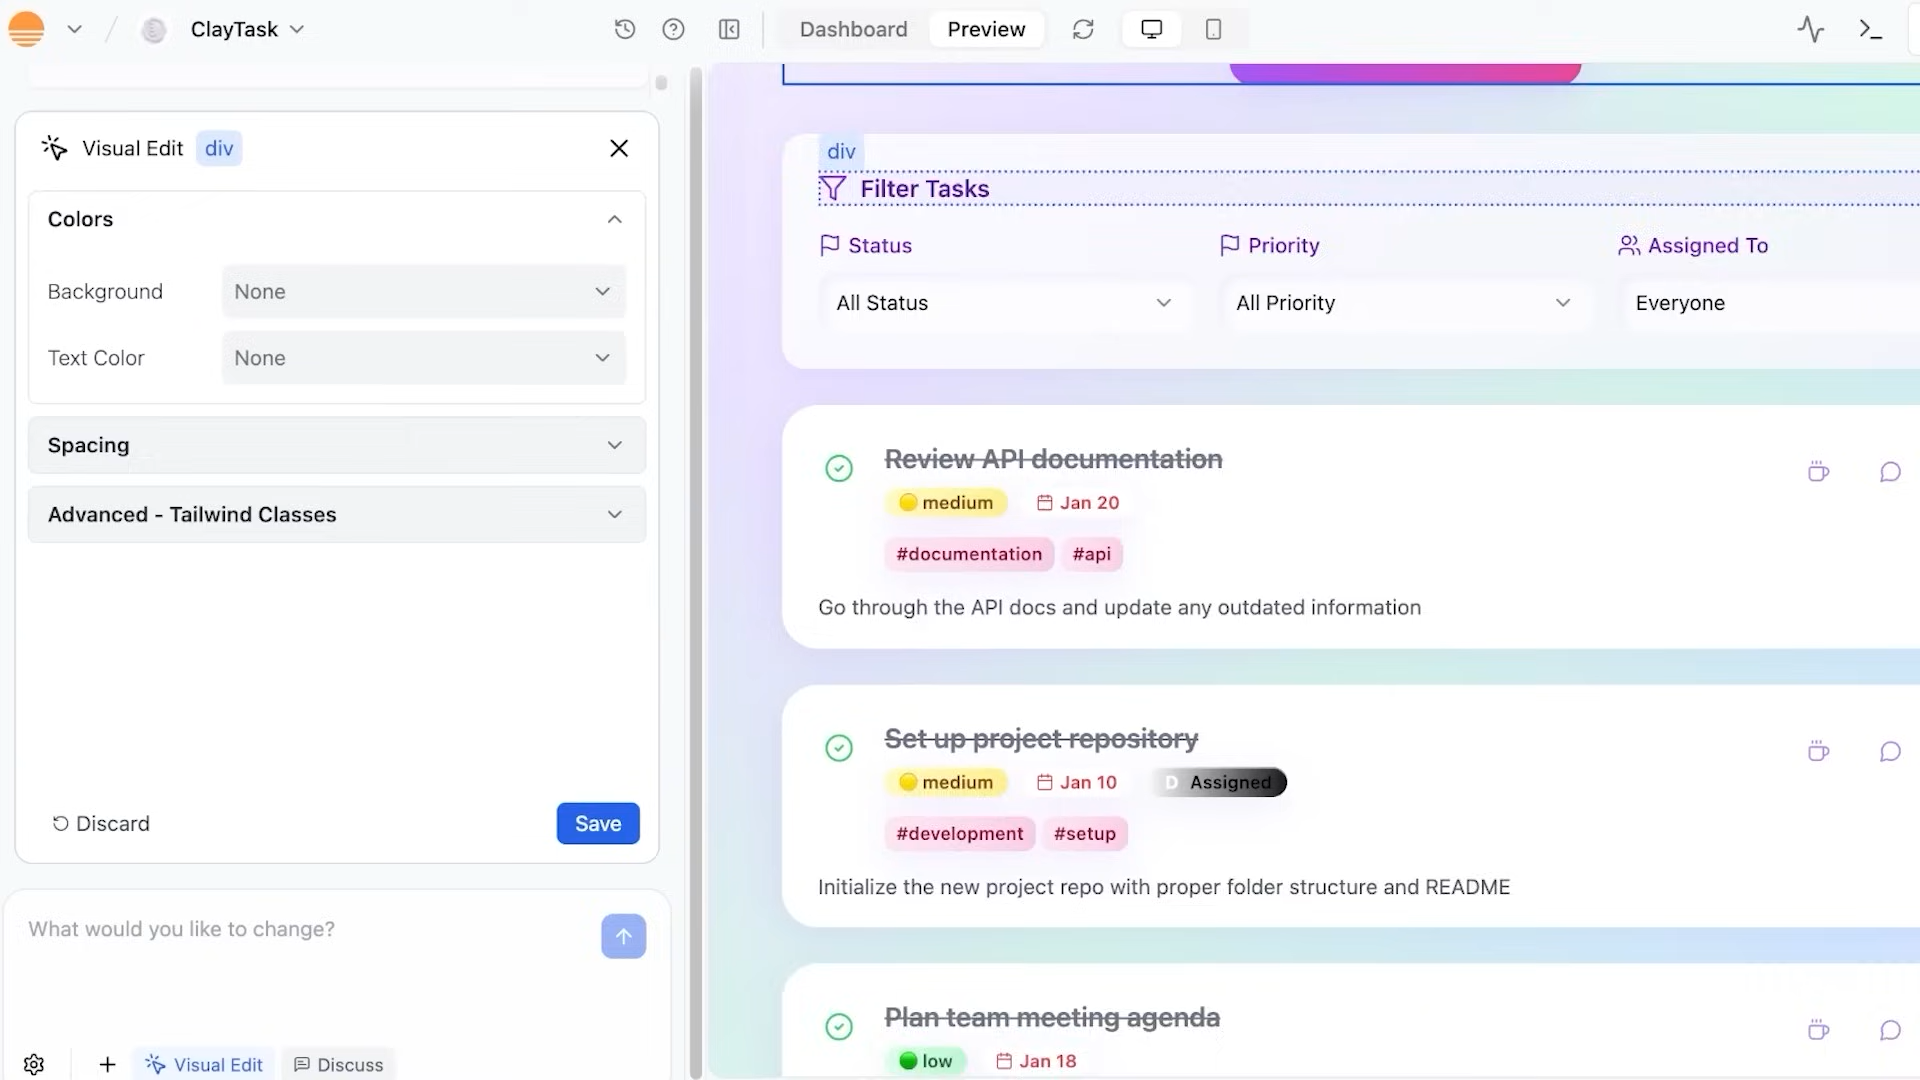 ClayTask
Dashboard
Preview
Visual Edit
div
Colors
Background
None
Text Color
None
Spacing
Advanced - Tailwind Classes
Discard
Save
What would you like to change?
Visual Edit
Discuss
div
Filter Tasks
Status
Priority
Assigned To
All Status
All Priority
Everyone
Review API documentation
medium
Jan 20
#documentation
#api
Go through the API docs and update any outdated information
Set up project repository
medium
Jan 10
D Assigned
#development
#setup
Initialize the new project repo with proper folder structure and README
Plan team meeting agenda
low
Jan 18